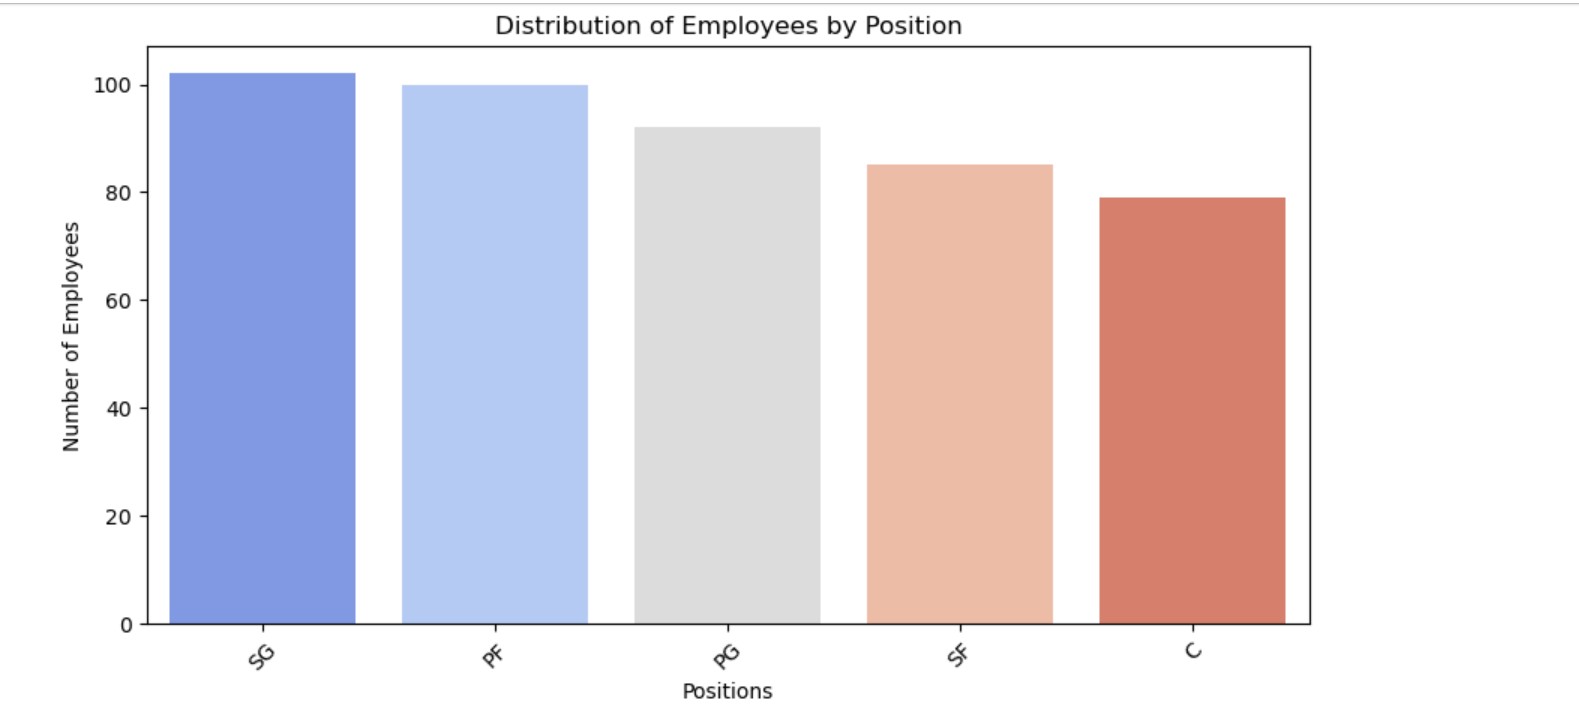 Distribution of Employees by Position
Number of Employees
100
80
60
40
20
0
SG
PF
PG
SF
C
Positions